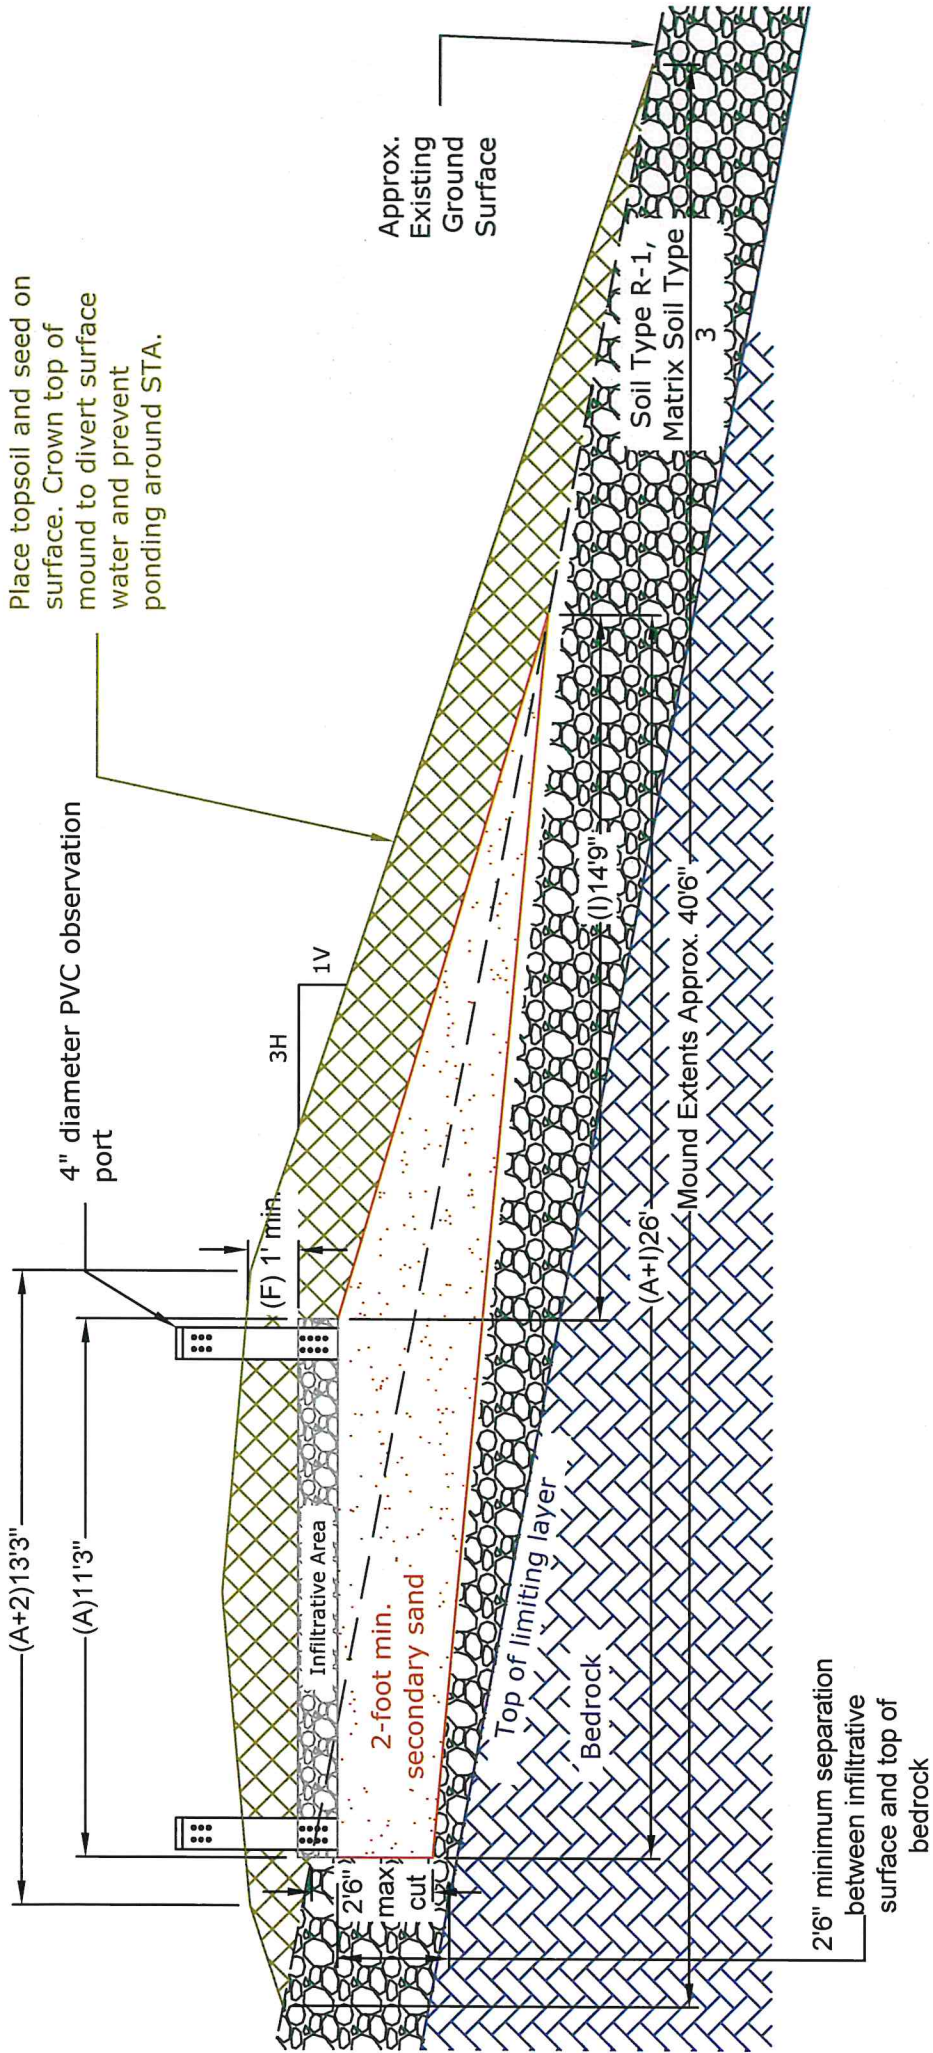 Place topsoil and seed on
surface. Crown top of
mound to divert surface
water and prevent
ponding around STA.
4" diameter PVC observation
port
(A+2)13'3"
(A)11'3"
(F) 1' min.
3H
1V
Approx.
Existing
Ground
Surface
Infiltrative Area
2-foot min.
secondary sand
2'6"
max
cut
Soil Type R-1,
Matrix Soil Type
3
(I)14'9"
(A+I)26'
Mound Extents Approx. 40'6"
Top of limiting layer
Bedrock
2'6" minimum separation
between infiltrative
surface and top of
bedrock